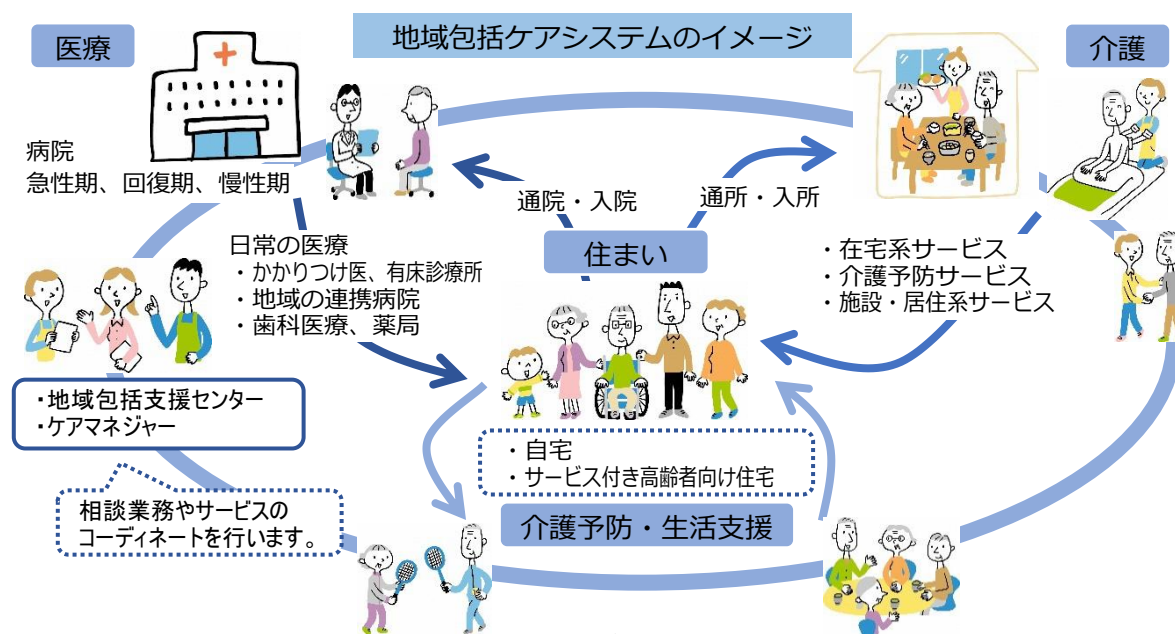 地域包括ケアシステムのイメージ
医療
病院
急性期、回復期、慢性期
介護
通院・入院
通所・入所
日常の医療
・かかりつけ医、有床診療所
・地域の連携病院
・歯科医療、薬局
住まい
・在宅系サービス
・介護予防サービス
・施設・居住系サービス
・地域包括支援センター
・ケアマネジャー
・自宅
・サービス付き高齢者向け住宅
相談業務やサービスの
コーディネートを行います。
介護予防・生活支援